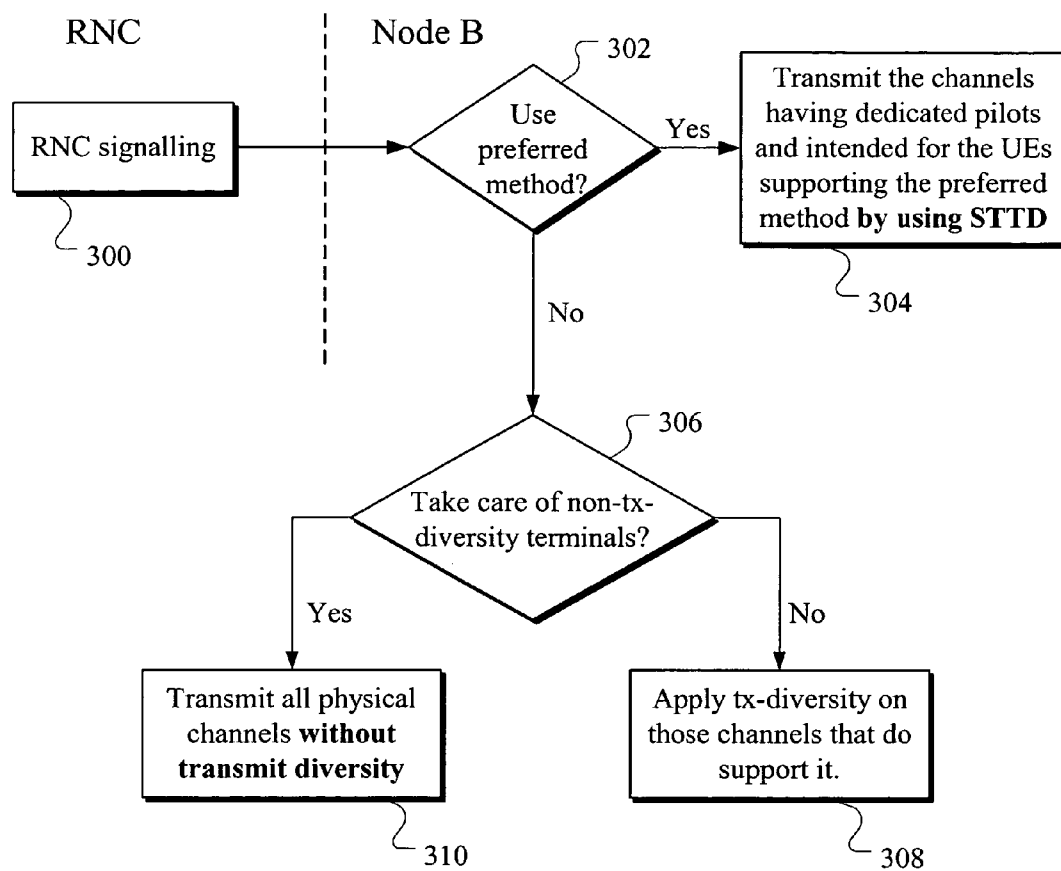 RNC
Node B
302
Use
preferred
method?
Yes
Transmit the channels
having dedicated pilots
and intended for the UEs
supporting the preferred
method by using STTD
RNC signalling
300
304
No
306
Take care of non-tx-
diversity terminals?
Yes
No
Transmit all physical
channels without
transmit diversity
Apply tx-diversity on
those channels that do
support it.
310
308